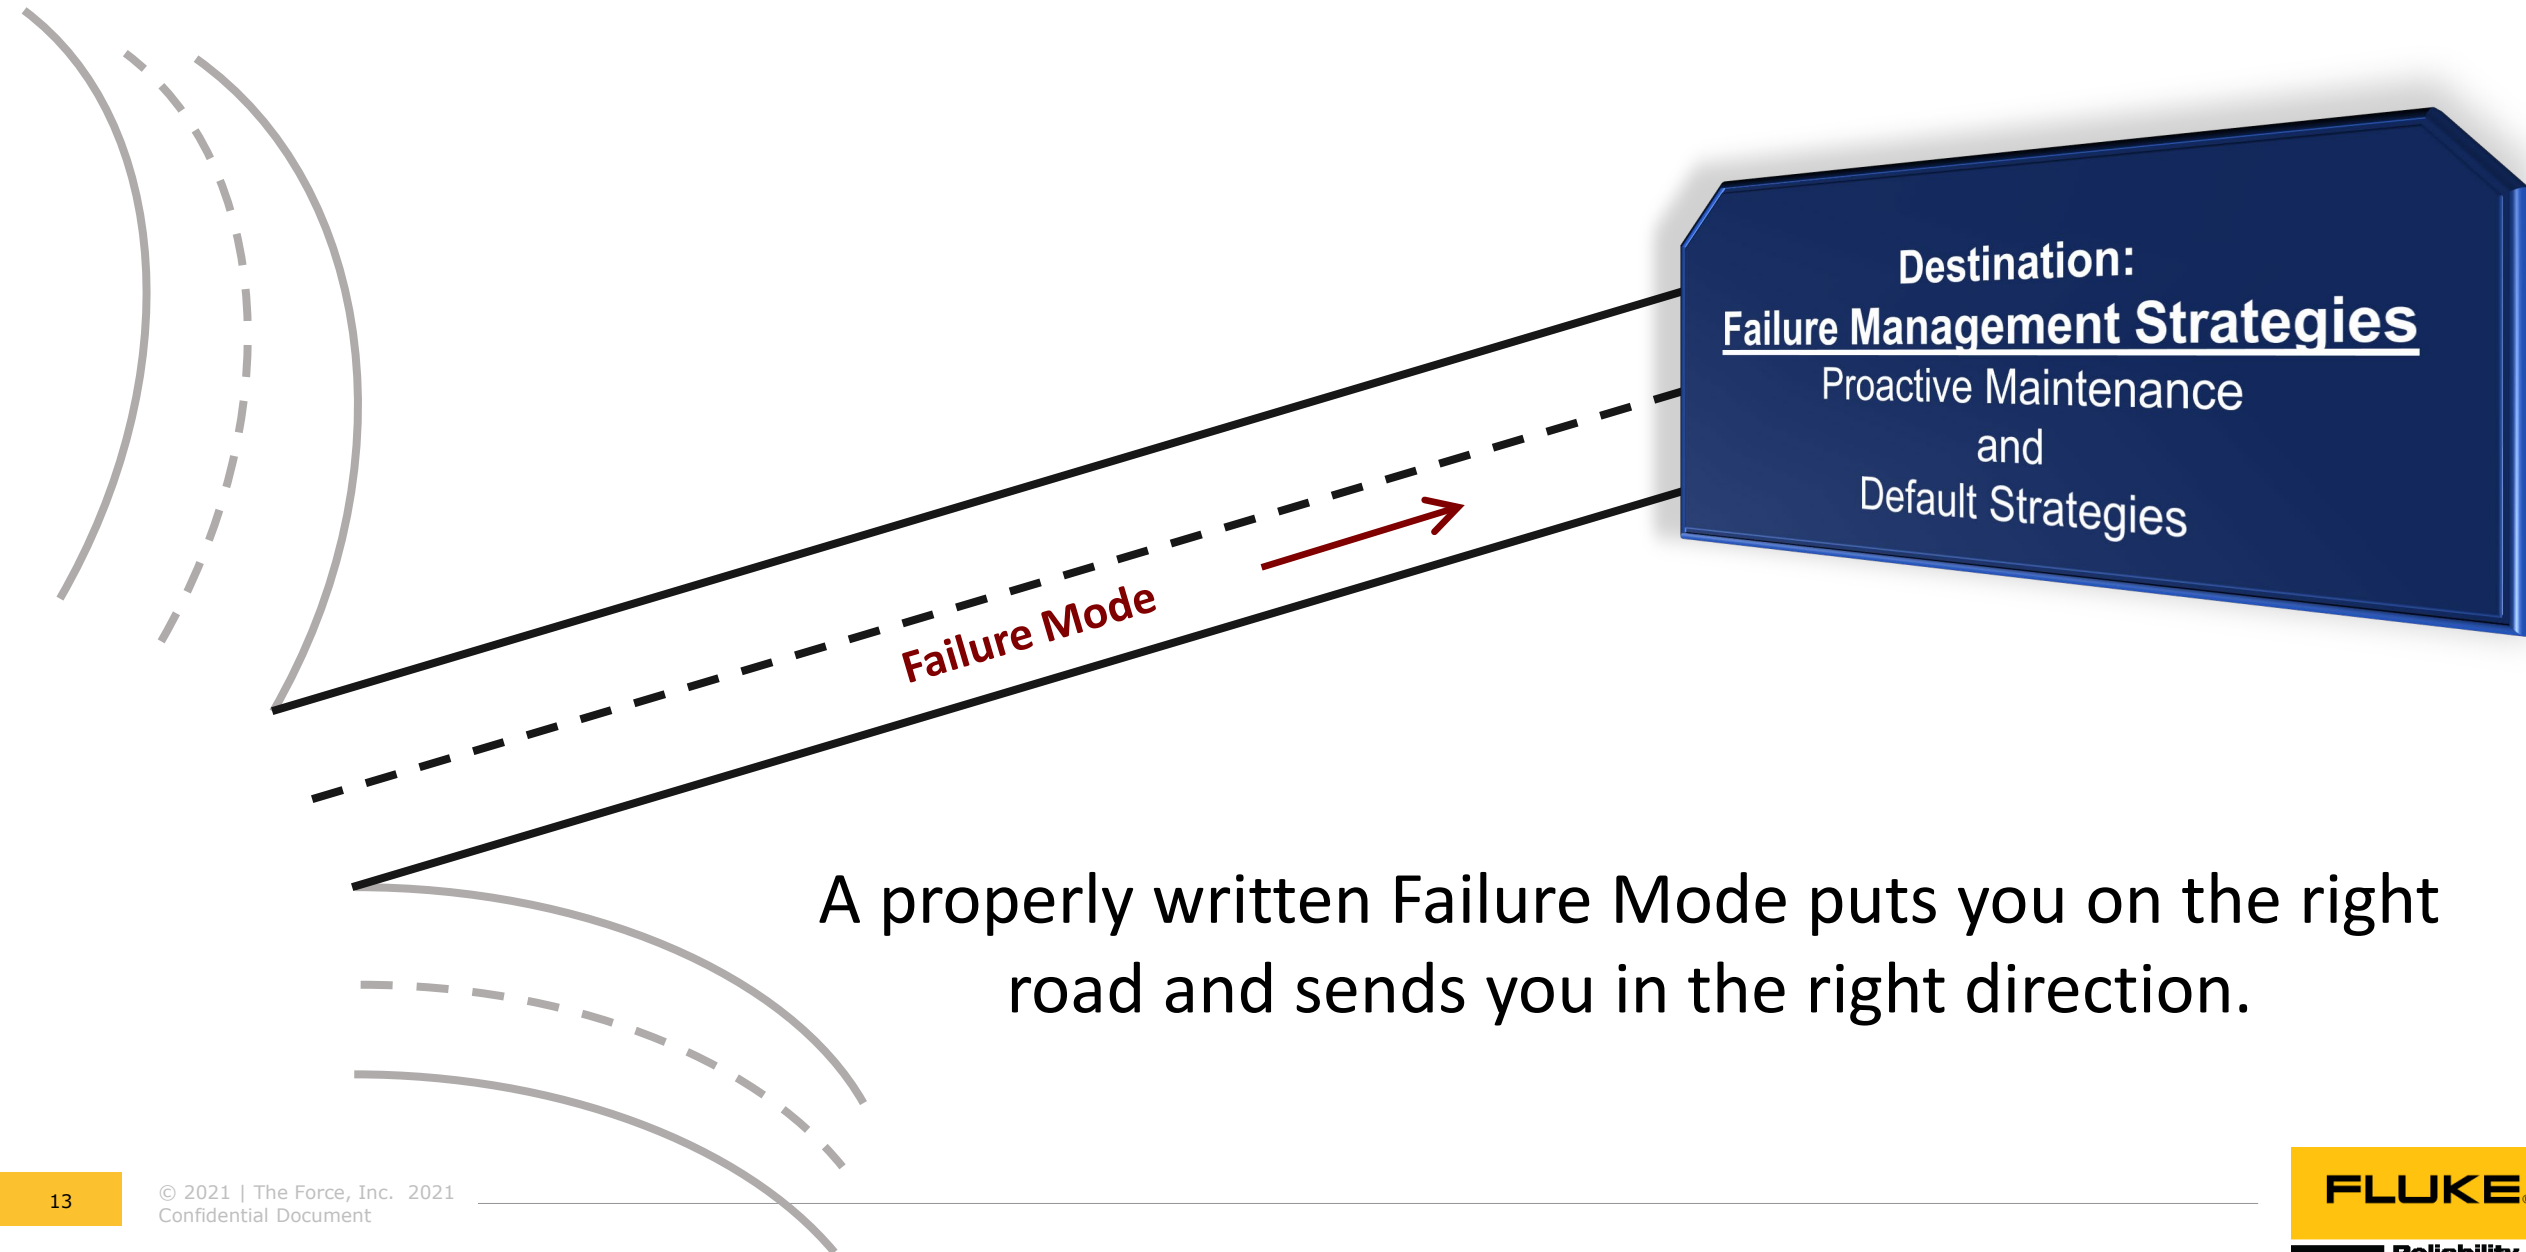 Destination:
Failure Management Strategies
Proactive Maintenance
and
Default Strategies
Failure Mode
A properly written Failure Mode puts you on the right
road and sends you in the right direction.
13
© 2021 | The Force, Inc. 2021
Confidential Document
FLUKE®
Reliability